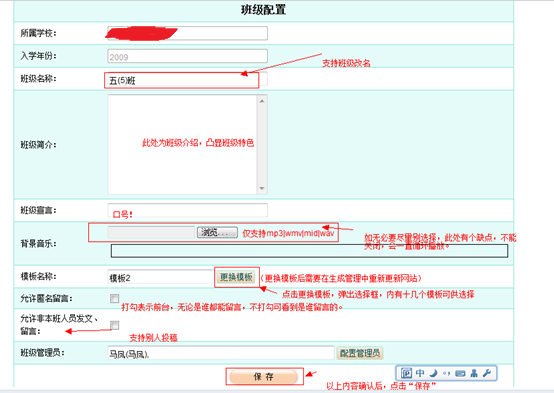 班级配置
所属学校：
入学年份： 2009
支持班级改名
班级名称： 五(5)班
班级简介： 此处为班级介绍，凸显班级特色
班级宣言： 口号！
背景音乐： 浏览... 仅支持mp3|wmv|mid|wav
如无必要尽量别选择，此处有个缺点，不能
关闭，会一直循环播放。
模板名称： 模板2 更换模板 (更换模板后需要在生成管理中重新更新网站)
点击更换模板，弹出选择框，内有十几个模板可供选择
允许匿名留言： 打勾表示前台，无论是谁都能留言，不打勾可看到是谁留言的。
允许非本班人员发文、
留言：
支持别人投稿
班级管理员： 马凤(马凤), 配置管理员
保 存
中
以上内容确认后，点击“保存”